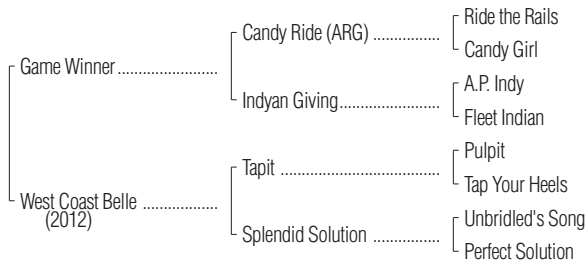 Ride the Rails
Candy Ride (ARG) ................
Candy Girl
Game Winner ........................
A.P. Indy
Indyan Giving ........................
Fleet Indian
Pulpit
Tapit ......................................
Tap Your Heels
West Coast Belle ..................
(2012)
Unbridled's Song
Splendid Solution ................
Perfect Solution